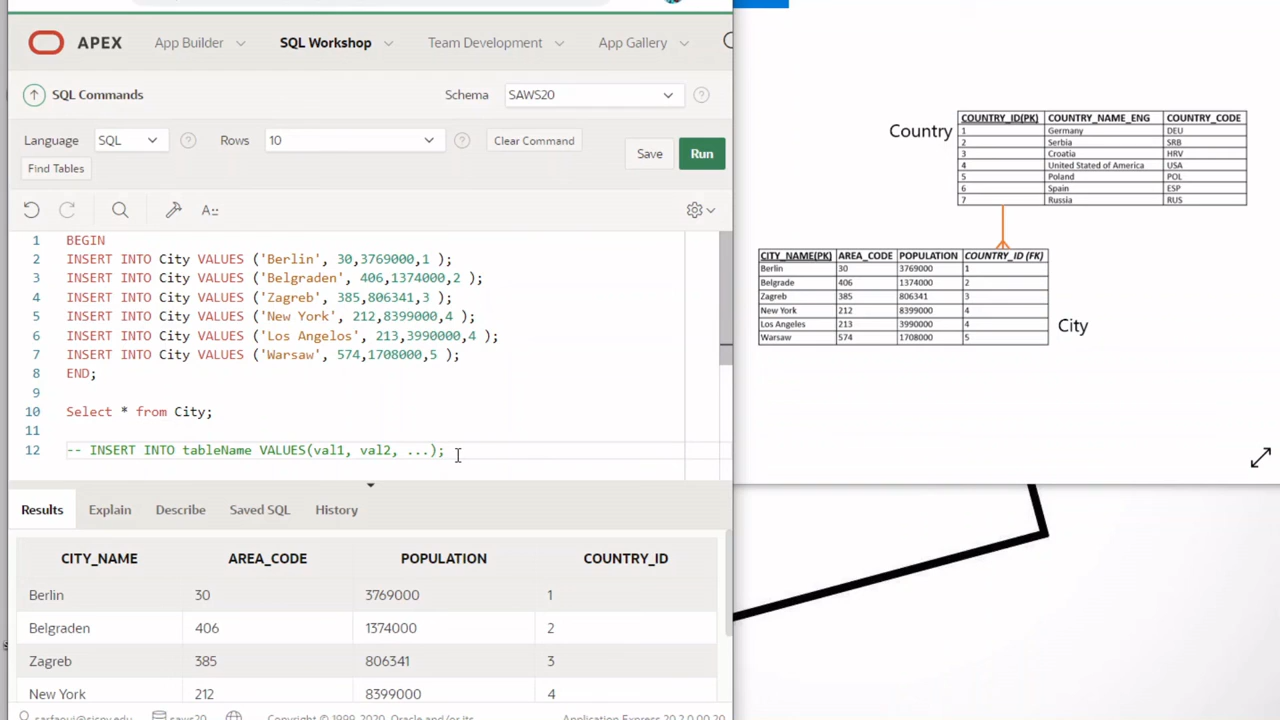 APEX App Builder SQL Workshop Team Development App Gallery
SQL Commands Schema SAWS20
Language SQL Rows 10 Clear Command Save Run
Find Tables
1 BEGIN
2 INSERT INTO City VALUES ('Berlin', 30,3769000,1 );
3 INSERT INTO City VALUES ('Belgraden', 406,1374000,2 );
4 INSERT INTO City VALUES ('Zagreb', 385,806341,3 );
5 INSERT INTO City VALUES ('New York', 212,8399000,4 );
6 INSERT INTO City VALUES ('Los Angelos', 213,3990000,4 );
7 INSERT INTO City VALUES ('Warsaw', 574,1708000,5 );
8 END;
9
10 Select * from City;
11
12 -- INSERT INTO tableName VALUES(val1, val2, ...);
Results Explain Describe Saved SQL History
CITY_NAME AREA_CODE POPULATION COUNTRY_ID
Berlin 30 3769000 1
Belgraden 406 1374000 2
Zagreb 385 806341 3
New York 212 8399000 4
saws20
Application Express 20.2.0.00.20
Country
COUNTRY_ID(PK) COUNTRY_NAME_ENG COUNTRY_CODE
1 Germany DEU
2 Serbia SRB
3 Croatia HRV
4 United Stated of America USA
5 Poland POL
6 Spain ESP
7 Russia RUS
CITY_NAME(PK) AREA_CODE POPULATION COUNTRY_ID (FK)
Berlin 30 3769000 1
Belgrade 406 1374000 2
Zagreb 385 806341 3
New York 212 8399000 4
Los Angeles 213 3990000 4
Warsaw 574 1708000 5
City